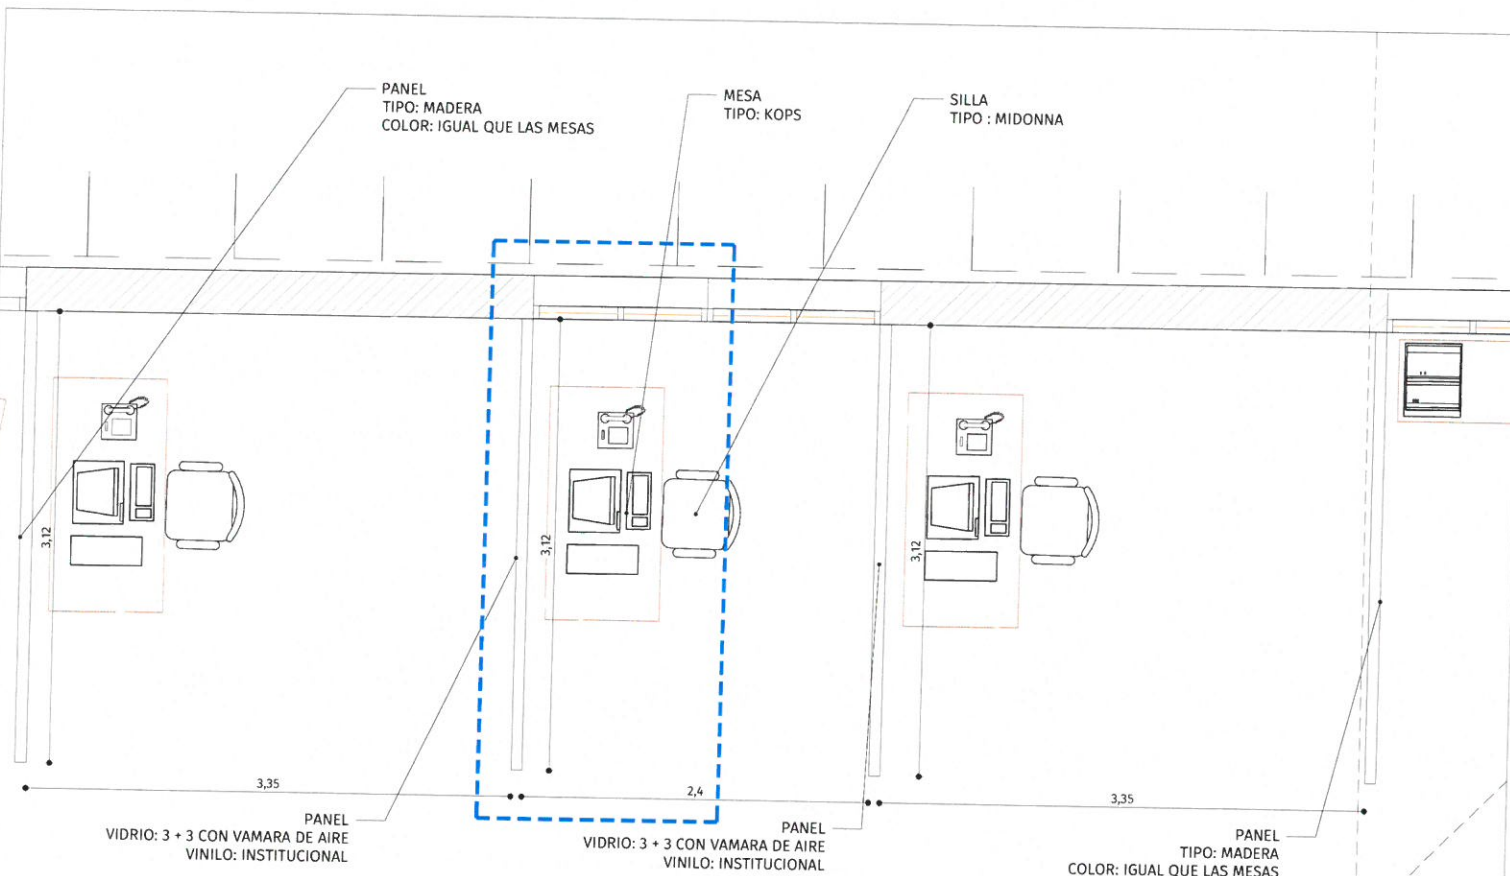 PANEL
TIPO: MADERA
COLOR: IGUAL QUE LAS MESAS
MESA
TIPO: KOPS
SILLA
TIPO : MIDONNA
3,12
3,12
3,12
3,35
2,4
3,35
PANEL
VIDRIO: 3 + 3 CON VAMARA DE AIRE
VINILO: INSTITUCIONAL
PANEL
VIDRIO: 3 + 3 CON VAMARA DE AIRE
VINILO: INSTITUCIONAL
PANEL
TIPO: MADERA
COLOR: IGUAL QUE LAS MESAS